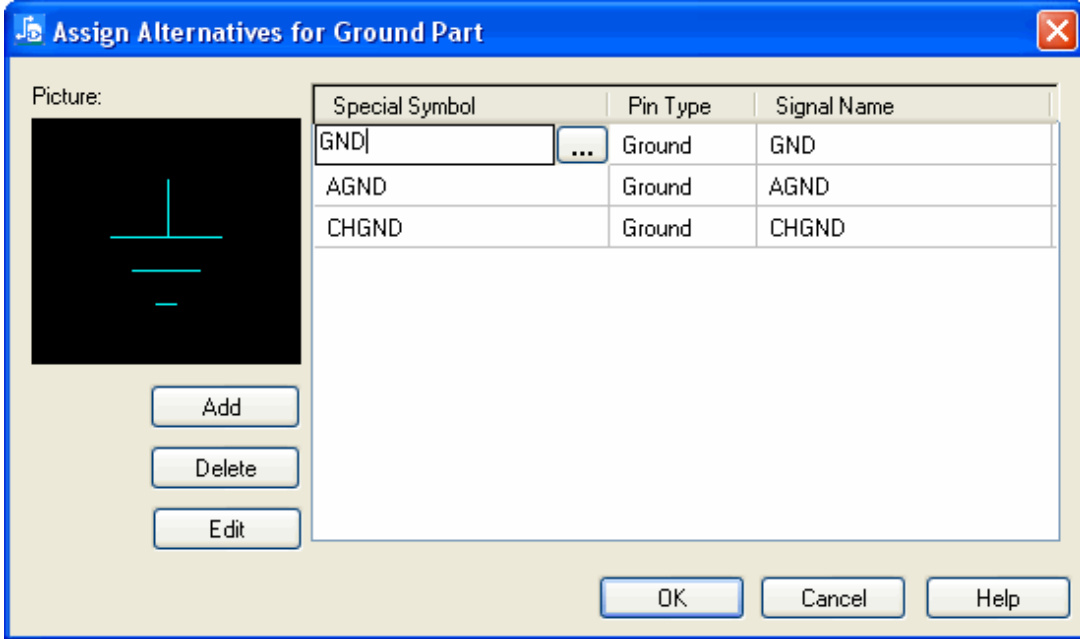 Assign Alternatives for Ground Part
Picture:
Special Symbol Pin Type Signal Name
GND ... Ground GND
AGND Ground AGND
CHGND Ground CHGND
Add
Delete
Edit
OK Cancel Help